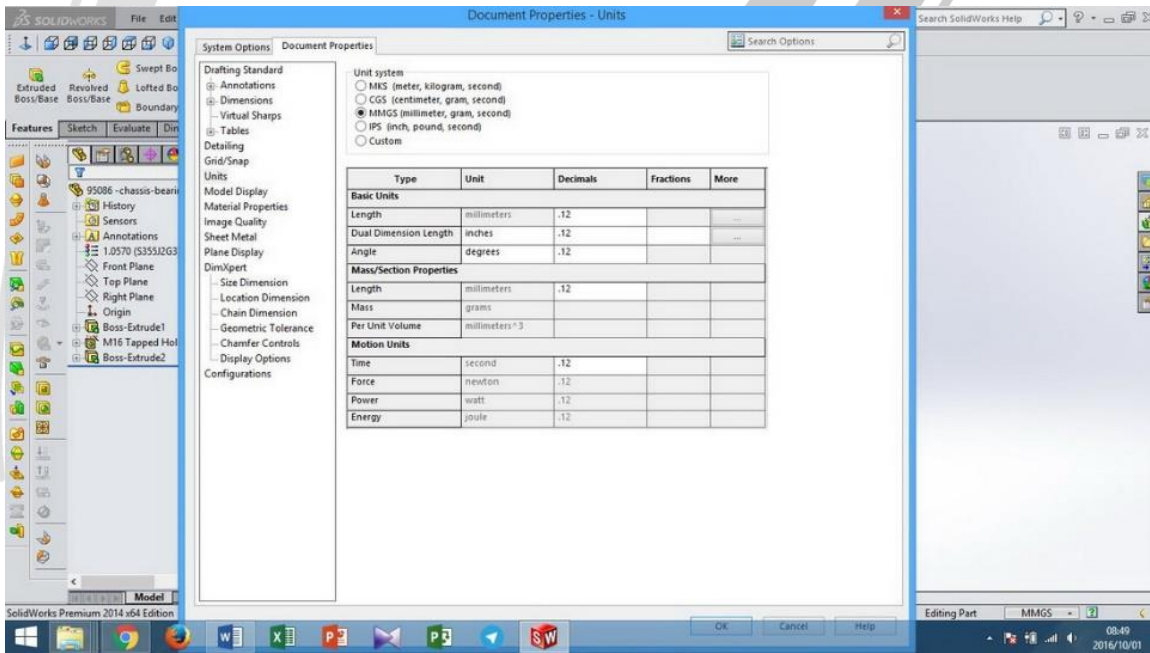 SOLIDWORKS File Edit
Document Properties - Units
Search SolidWorks Help
System Options Document Properties
Search Options
Extruded Boss/Base
Revolved Boss/Base
Swept Bo
Lofted Bo
Boundary
Features Sketch Evaluate Din
95086 -chassis-beari
History
Sensors
Annotations
1.0570 (S355J2G3
Front Plane
Top Plane
Right Plane
Origin
Boss-Extrude1
M16 Tapped Hol
Boss-Extrude2
Drafting Standard
Annotations
Dimensions
Virtual Sharps
Tables
Detailing
Grid/Snap
Units
Model Display
Material Properties
Image Quality
Sheet Metal
Plane Display
DimXpert
Size Dimension
Location Dimension
Chain Dimension
Geometric Tolerance
Chamfer Controls
Display Options
Configurations
Unit system
MKS (meter, kilogram, second)
CGS (centimeter, gram, second)
MMGS (millimeter, gram, second)
IPS (inch, pound, second)
Custom
Type Unit Decimals Fractions More
Basic Units
Length millimeters .12 ...
Dual Dimension Length inches .12 ...
Angle degrees .12
Mass/Section Properties
Length millimeters .12
Mass grams
Per Unit Volume millimeters^3
Motion Units
Time second .12
Force newton .12
Power watt .12
Energy joule .12
OK Cancel Help
Model
SolidWorks Premium 2014 x64 Edition
Editing Part MMGS
08:49
2016/10/01